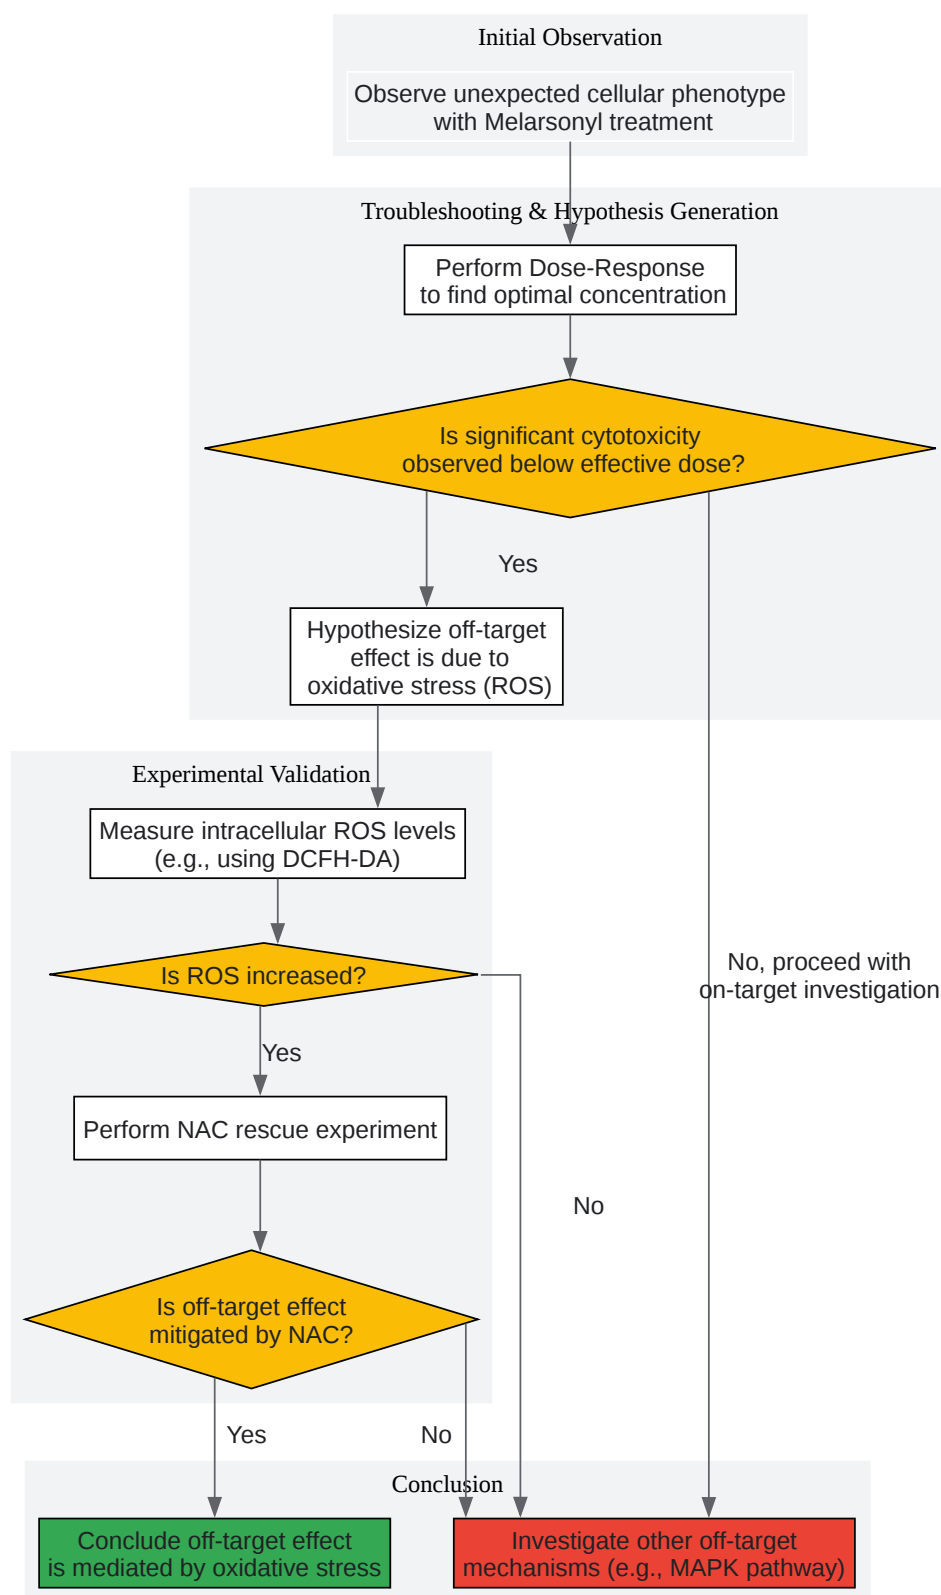 Initial Observation
Observe unexpected cellular phenotype
with Melarsonyl treatment
Troubleshooting & Hypothesis Generation
Perform Dose-Response
to find optimal concentration
Is significant cytotoxicity
observed below effective dose?
Yes
Hypothesize off-target
effect is due to
oxidative stress (ROS)
Experimental Validation
Measure intracellular ROS levels
(e.g., using DCFH-DA)
Is ROS increased?
No, proceed with
on-target investigation
Yes
Perform NAC rescue experiment
No
Is off-target effect
mitigated by NAC?
Yes
No
Conclusion
Conclude off-target effect
is mediated by oxidative stress
Investigate other off-target
mechanisms (e.g., MAPK pathway)